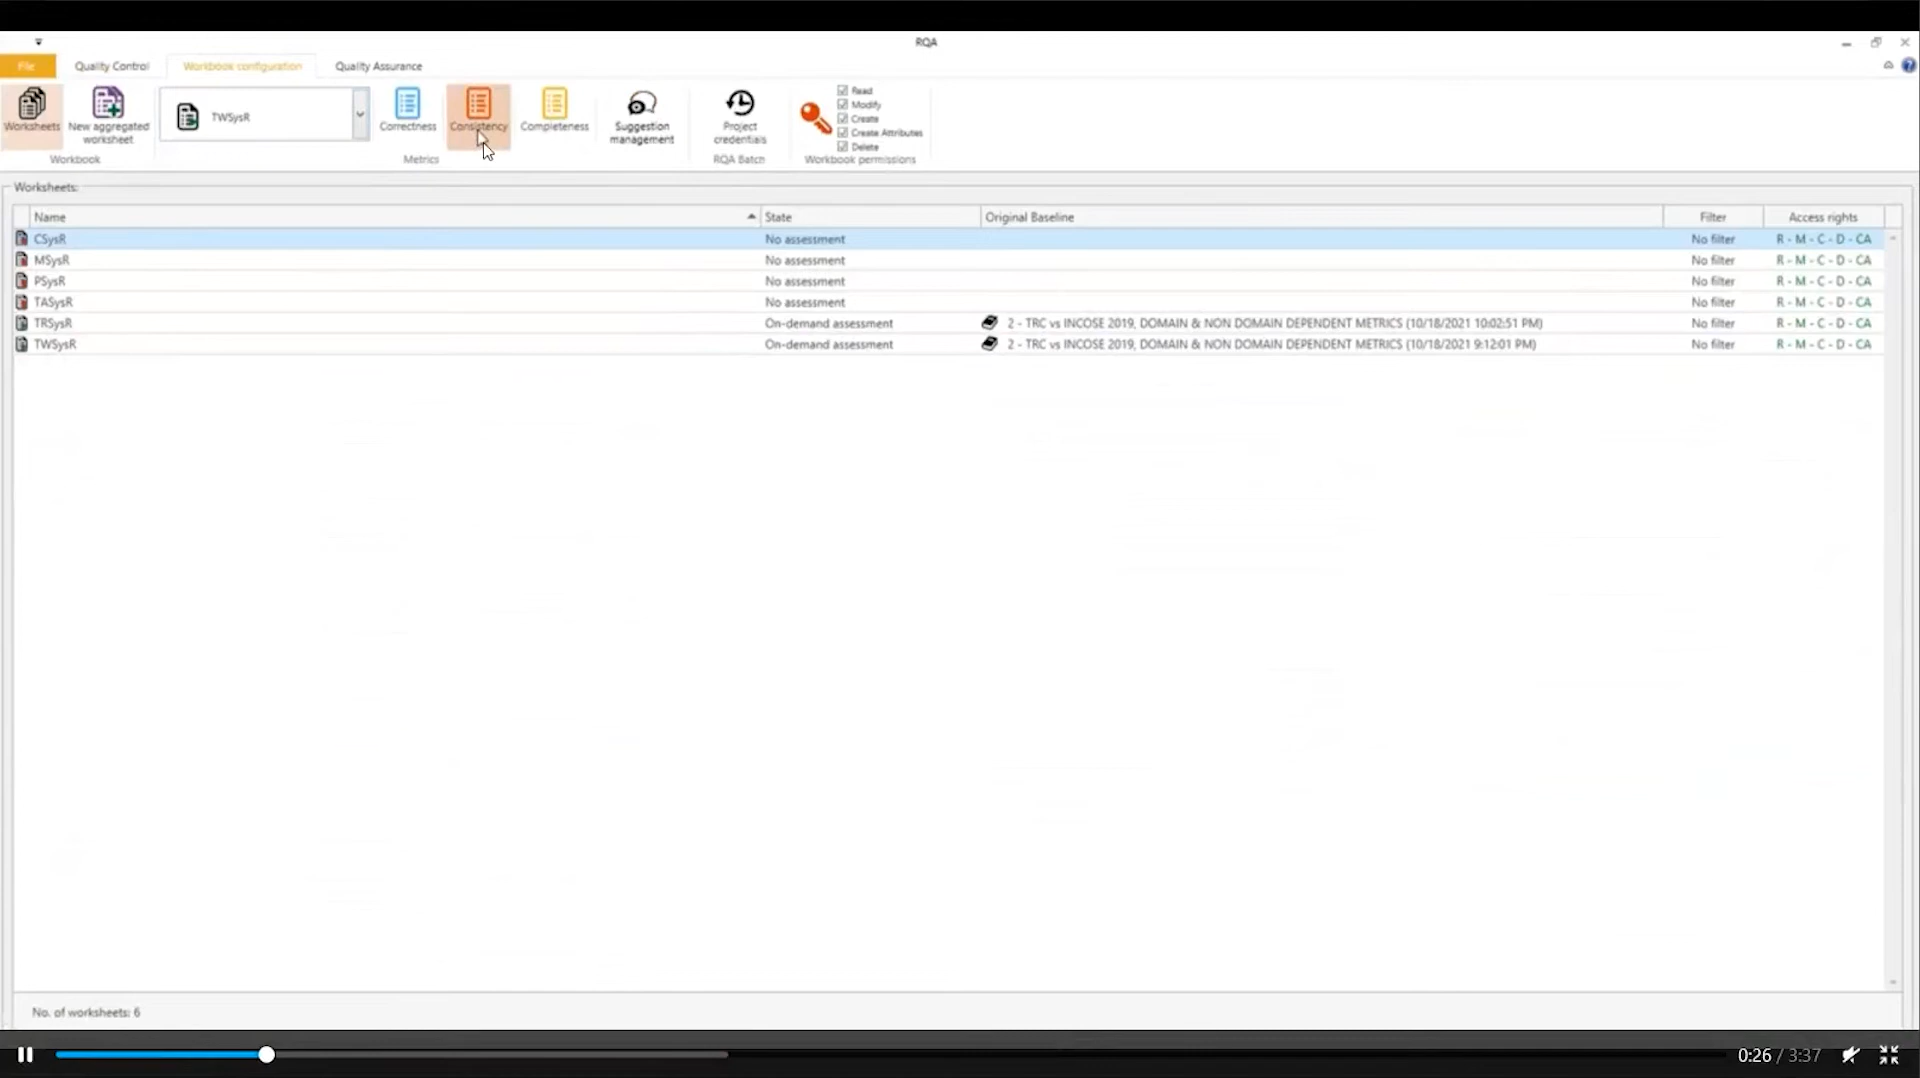 RQA
File Quality Control Workbook configuration Quality Assurance
Worksheets New aggregated worksheet TWSysR Correctness Consistency Completeness Suggestion management Project credentials
Read
Modify
Create
Create Attributes
Delete
Workbook Metrics RQA Batch Workbook permissions
Worksheets:
Name State Original Baseline Filter Access rights
CSysR No assessment No filter R - M - C - D - CA
MSysR No assessment No filter R - M - C - D - CA
PSysR No assessment No filter R - M - C - D - CA
TASysR No assessment No filter R - M - C - D - CA
TRSysR On-demand assessment 2 - TRC vs INCOSE 2019, DOMAIN & NON DOMAIN DEPENDENT METRICS (10/18/2021 10:02:51 PM) No filter R - M - C - D - CA
TWSysR On-demand assessment 2 - TRC vs INCOSE 2019, DOMAIN & NON DOMAIN DEPENDENT METRICS (10/18/2021 9:12:01 PM) No filter R - M - C - D - CA
No. of worksheets: 6
0:26 / 3:37